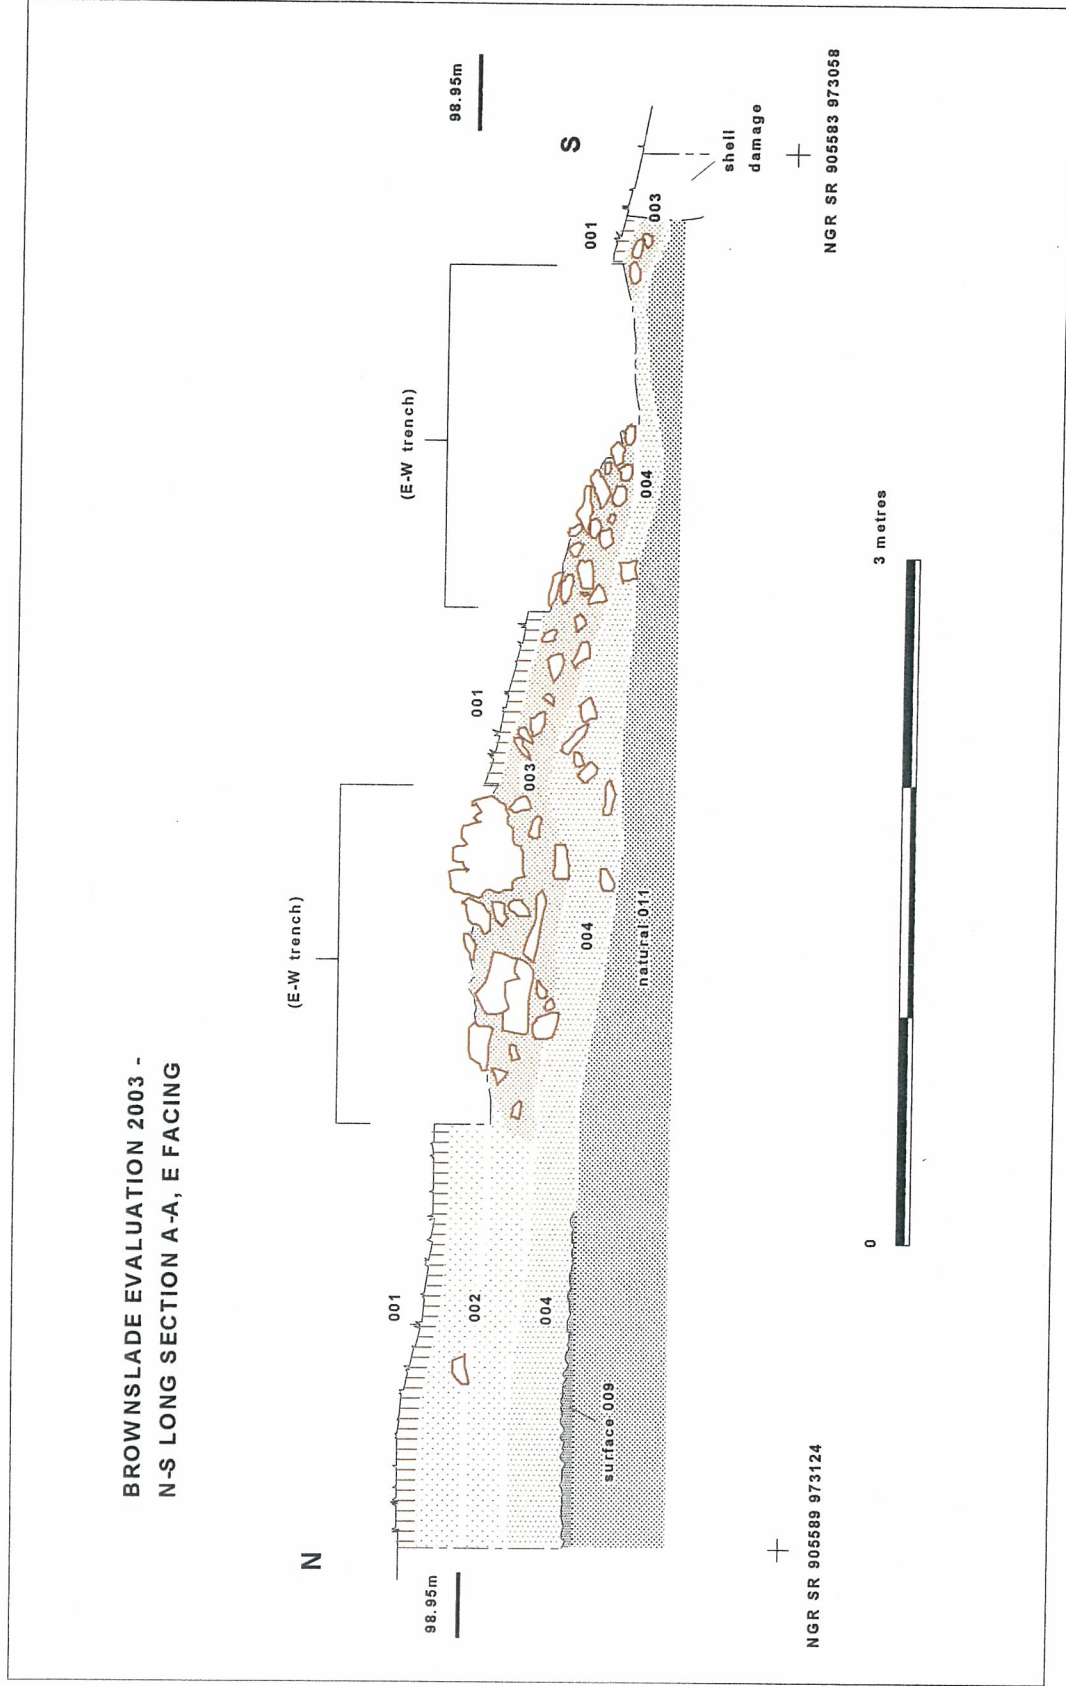 BROWNSLADE EVALUATION 2003 -
N-S LONG SECTION A-A, E FACING
N
S
98.95m
98.95m
(E-W trench)
(E-W trench)
001
001
001
002
003
003
004
004
004
natural 011
surface 009
shell
damage
NGR SR 905589 973124
NGR SR 905583 973058
0
3 metres